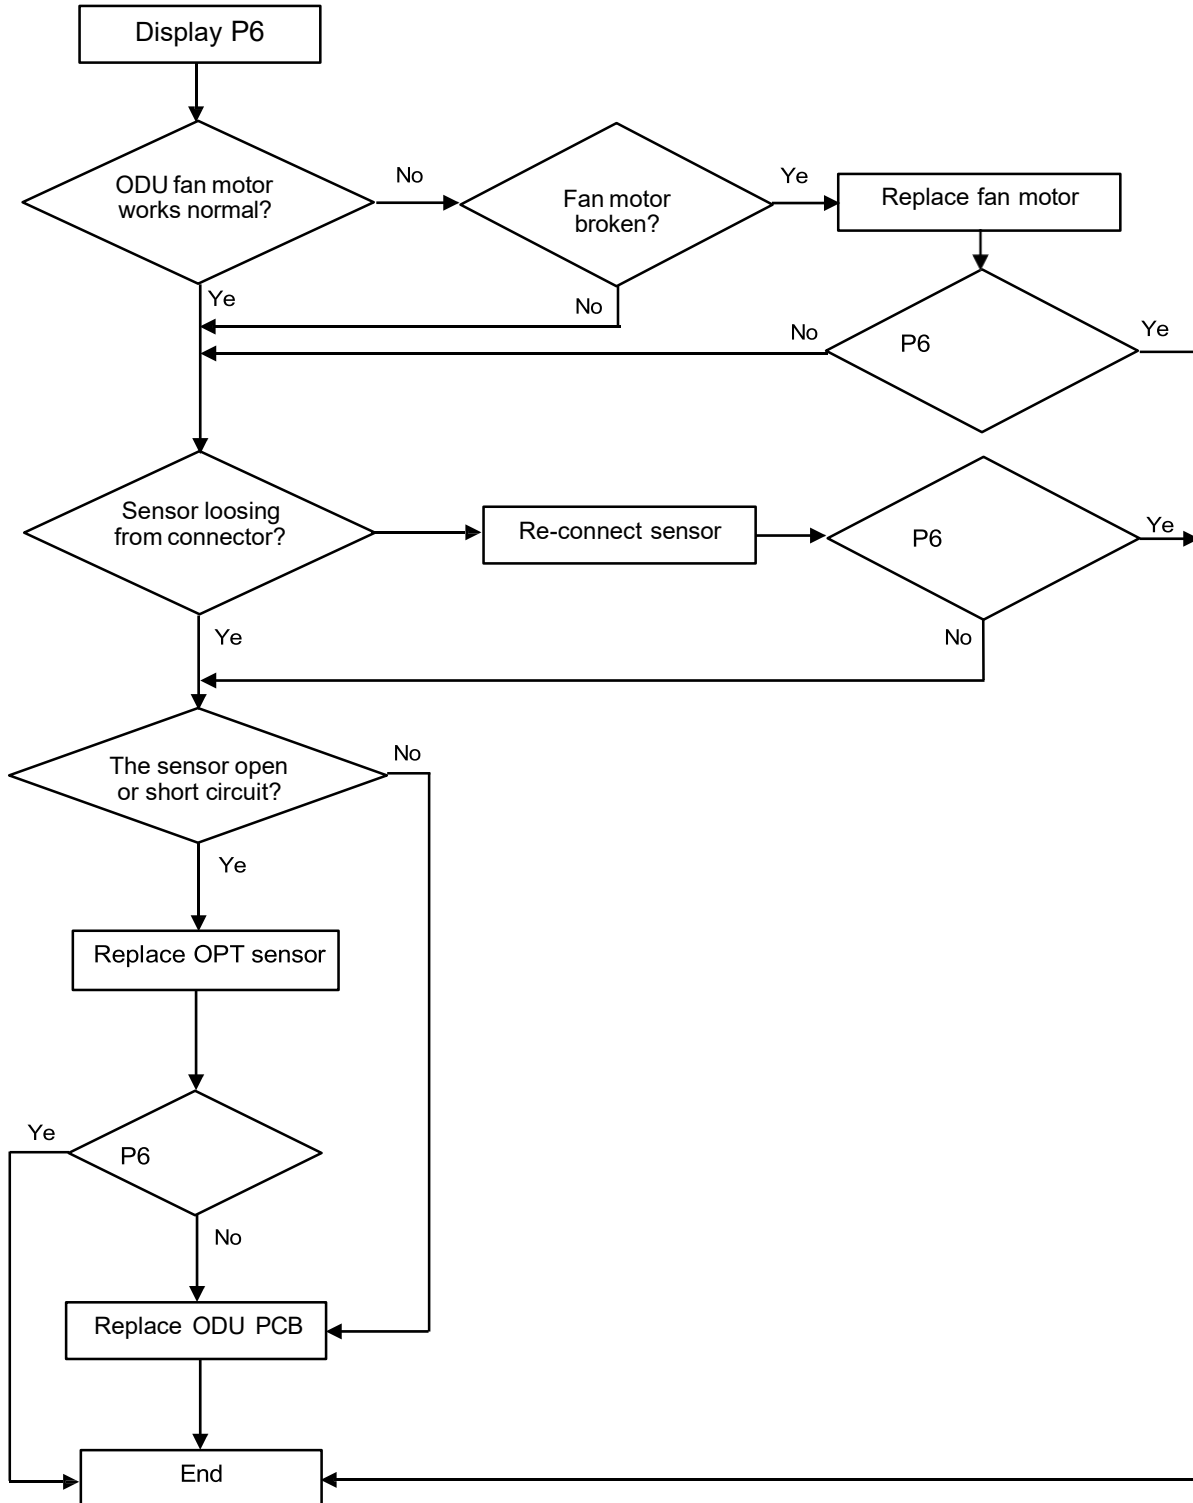 Display P6
ODU fan motor
works normal?
No
Fan motor
broken?
Ye
Replace fan motor
Ye
No
No
P6
Ye
Sensor loosing
from connector?
Re-connect sensor
P6
Ye
Ye
No
The sensor open
or short circuit?
No
Ye
Replace OPT sensor
Ye
P6
No
Replace ODU PCB
End